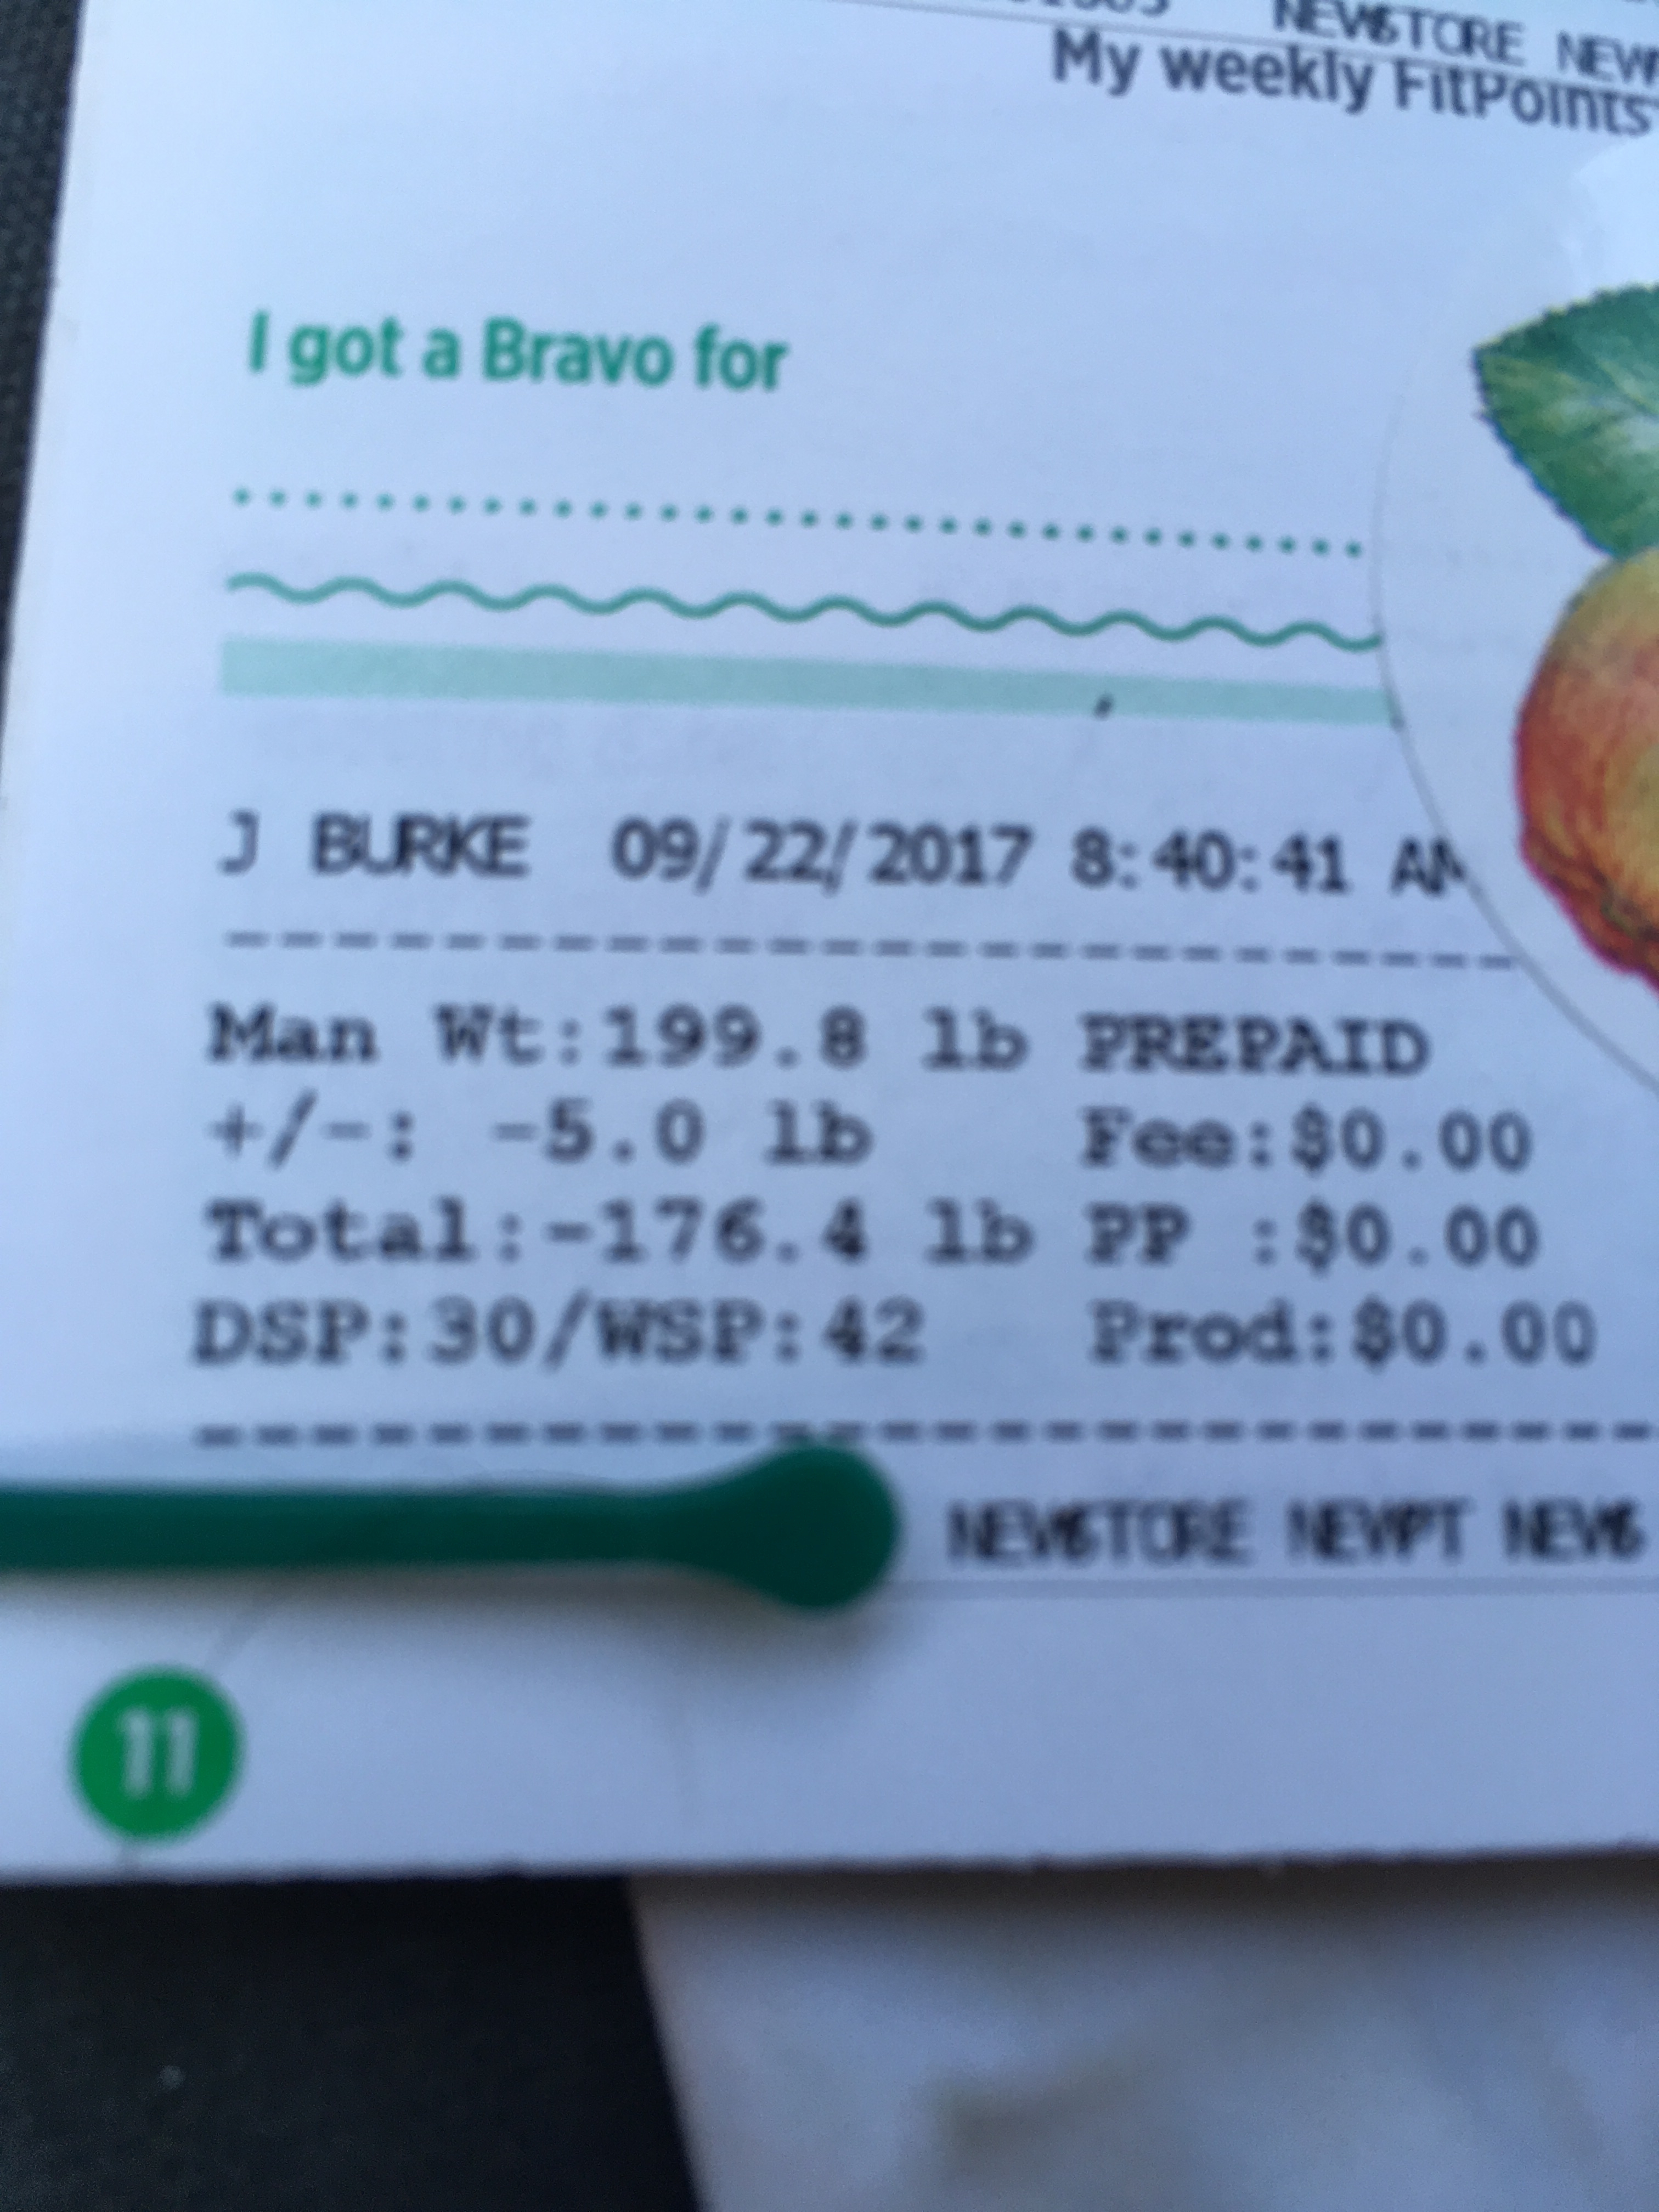 NEWSTORE
My weekly FitPoints
I got a Bravo for
J BURKE 09/22/2017 8:40:41 AM
Man Wt:199.8 lb PREPAID
+/-: -5.0 lb Fee:$0.00
Total:-176.4 lb PP :$0.00
DSP:30/WSP:42 Prod:$0.00
NEWSTORE NEWPT NEWS
11